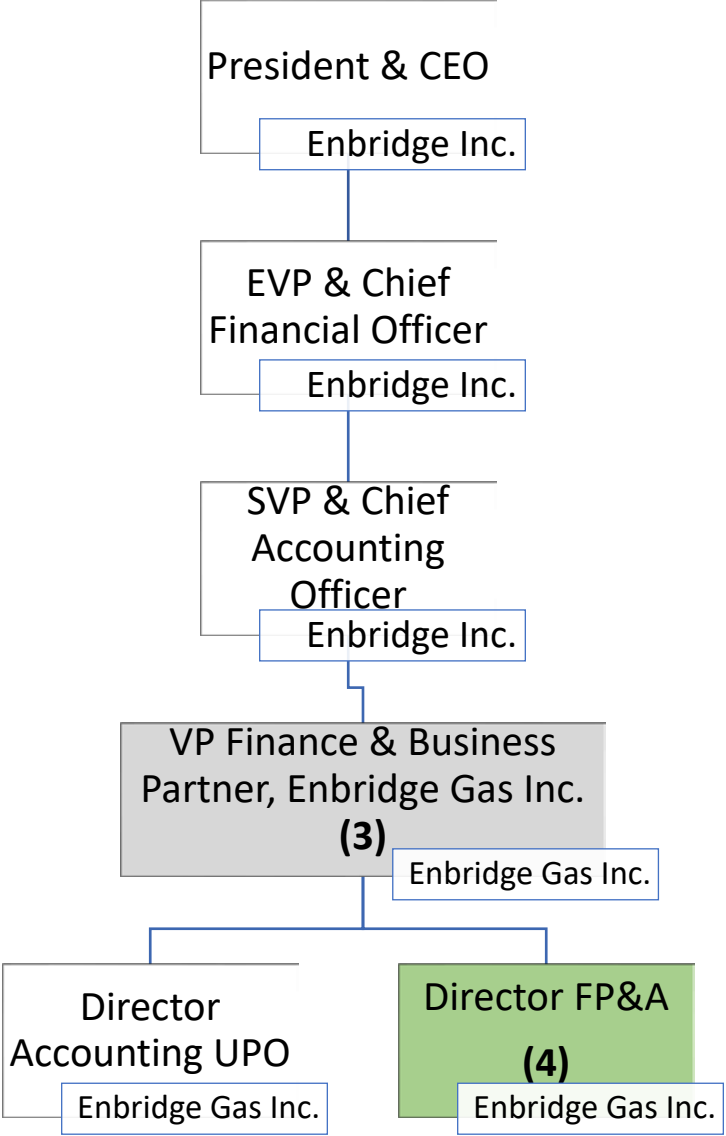 President & CEO
Enbridge Inc.
EVP & Chief
Financial Officer
Enbridge Inc.
SVP & Chief
Accounting
Officer
Enbridge Inc.
VP Finance & Business
Partner, Enbridge Gas Inc.
(3)
Enbridge Gas Inc.
Director
Accounting UPO
Enbridge Gas Inc.
Director FP&A
(4)
Enbridge Gas Inc.